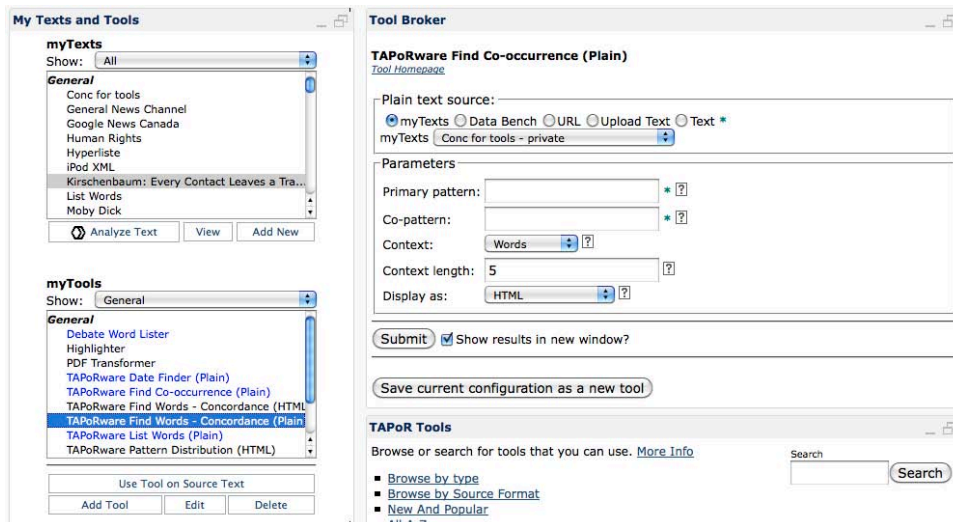 My Texts and Tools
myTexts
Show: All
General
Conc for tools
General News Channel
Google News Canada
Human Rights
Hyperliste
iPod XML
Kirschenbaum: Every Contact Leaves a Tra...
List Words
Moby Dick
Analyze Text View Add New
myTools
Show: General
General
Debate Word Lister
Highlighter
PDF Transformer
TAPoRware Date Finder (Plain)
TAPoRware Find Co-occurrence (Plain)
TAPoRware Find Words - Concordance (HTML
TAPoRware Find Words - Concordance (Plain
TAPoRware List Words (Plain)
TAPoRware Pattern Distribution (HTML)
Use Tool on Source Text
Add Tool Edit Delete
Tool Broker
TAPoRware Find Co-occurrence (Plain)
Tool Homepage
Plain text source:
myTexts Data Bench URL Upload Text Text *
myTexts Conc for tools - private
Parameters
Primary pattern: * ?
Co-pattern: * ?
Context: Words ?
Context length: 5 ?
Display as: HTML ?
Submit Show results in new window?
Save current configuration as a new tool
TAPoR Tools
Browse or search for tools that you can use. More Info
Search
Search
Browse by type
Browse by Source Format
New And Popular
All A-Z